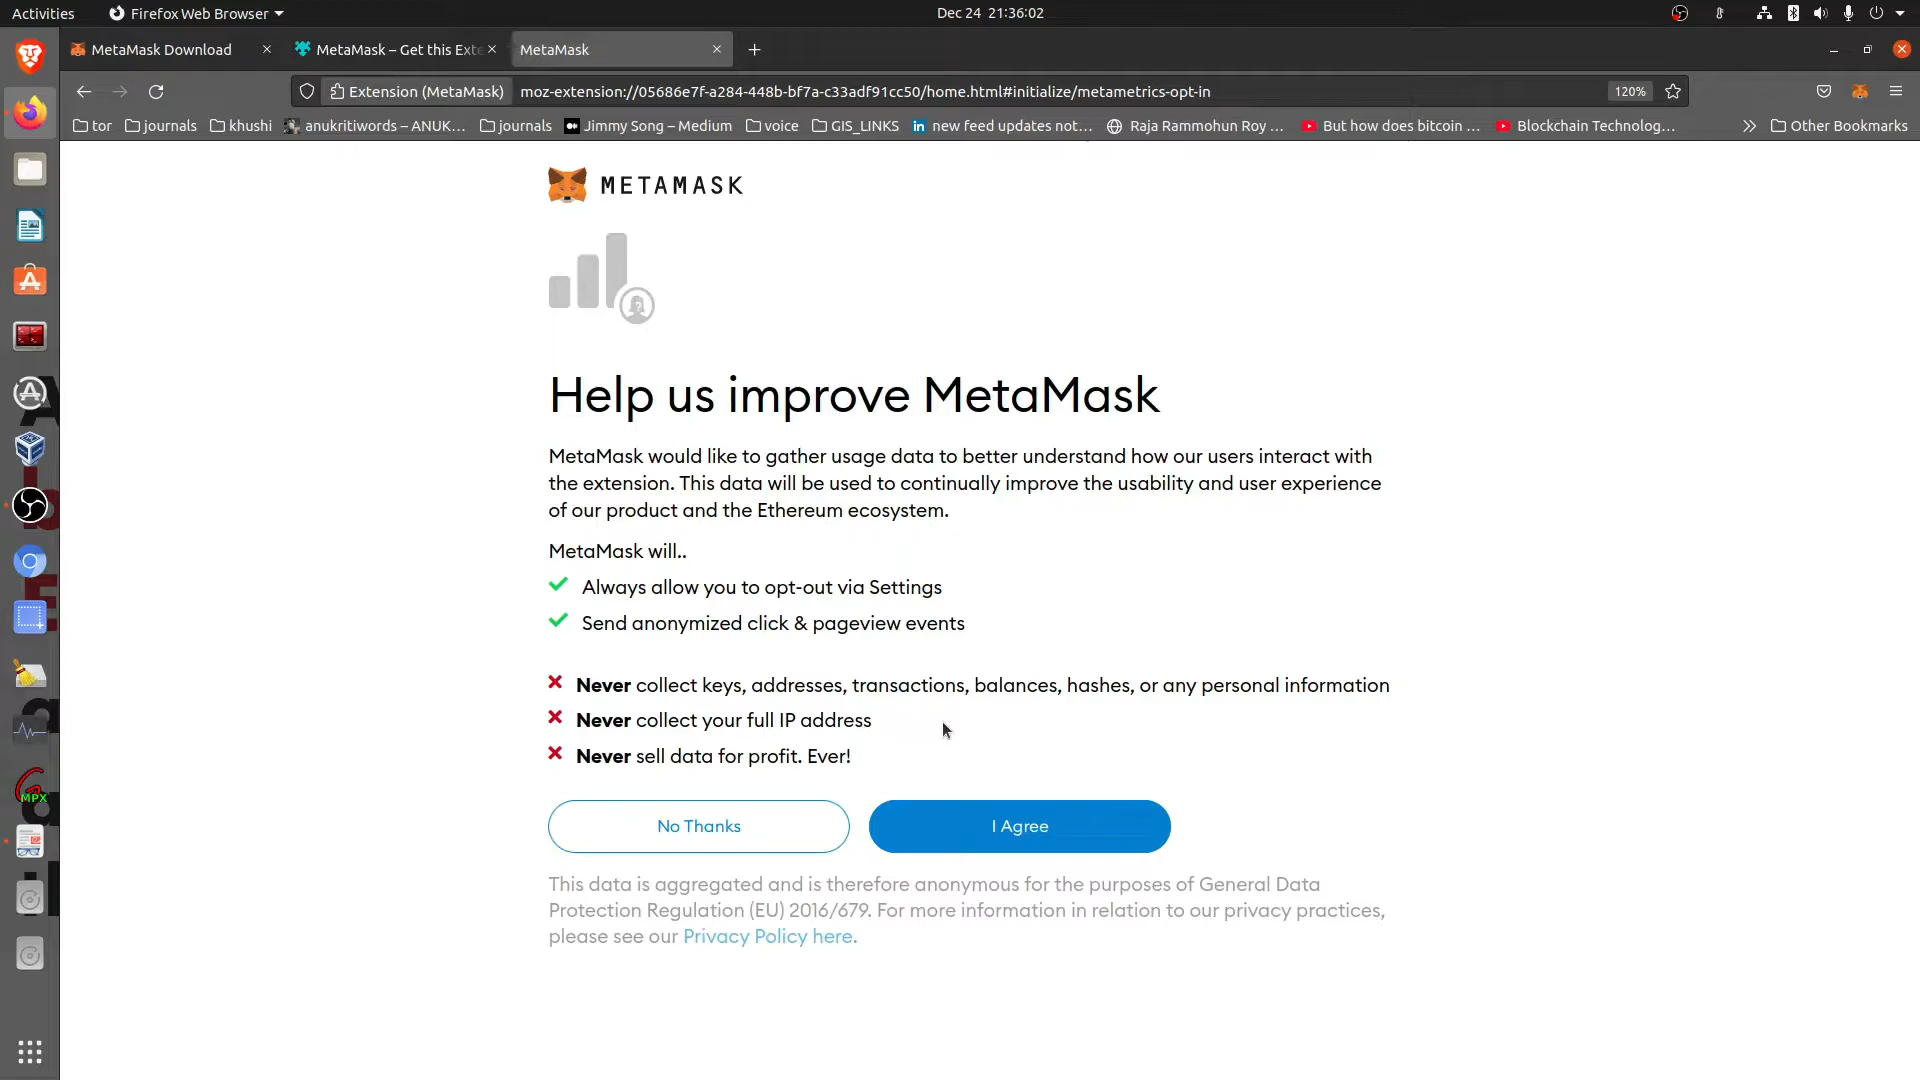 Activities
Firefox Web Browser
Dec 24 21:36:02
MetaMask Download
MetaMask – Get this Exte
MetaMask
Extension (MetaMask)
moz-extension://05686e7f-a284-448b-bf7a-c33adf91cc50/home.html#initialize/metametrics-opt-in
120%
tor
journals
khushi
anukritiwords – ANUK…
journals
Jimmy Song – Medium
voice
GIS_LINKS
new feed updates not…
Raja Rammohun Roy …
But how does bitcoin …
Blockchain Technolog…
Other Bookmarks
METAMASK
Help us improve MetaMask
MetaMask would like to gather usage data to better understand how our users interact with
the extension. This data will be used to continually improve the usability and user experience
of our product and the Ethereum ecosystem.
MetaMask will..
Always allow you to opt-out via Settings
Send anonymized click & pageview events
Never collect keys, addresses, transactions, balances, hashes, or any personal information
Never collect your full IP address
Never sell data for profit. Ever!
No Thanks
I Agree
This data is aggregated and is therefore anonymous for the purposes of General Data
Protection Regulation (EU) 2016/679. For more information in relation to our privacy practices,
please see our Privacy Policy here.
MPX